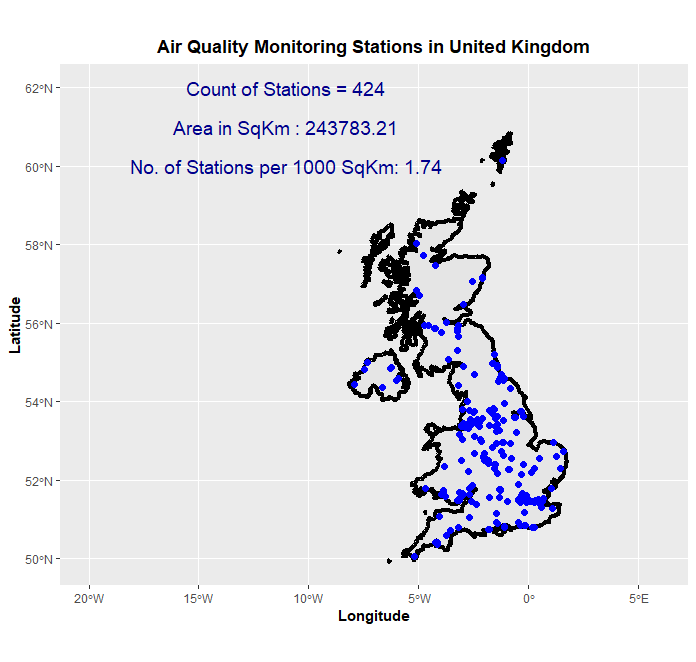 Air Quality Monitoring Stations in United Kingdom
Count of Stations = 424
Area in SqKm : 243783.21
No. of Stations per 1000 SqKm: 1.74
62°N
60°N
58°N
56°N
54°N
52°N
50°N
Latitude
20°W 15°W 10°W 5°W 0° 5°E
Longitude